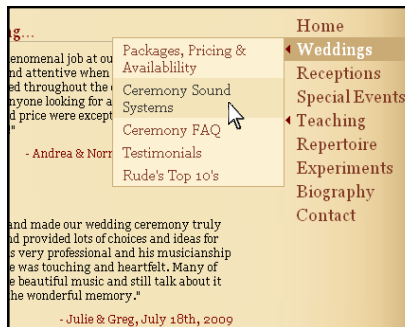 g...
enomenal job at ou
nd attentive when
ed throughout the
nyone looking for a
d price were except
"
- Andrea & Norr
and made our wedding ceremony truly
nd provided lots of choices and ideas for
s very professional and his musicianship
e was touching and heartfelt. Many of
e beautiful music and still talk about it
he wonderful memory."
- Julie & Greg, July 18th, 2009
Packages, Pricing &
Availablility
Ceremony Sound
Systems
Ceremony FAQ
Testimonials
Rude's Top 10's
Home
Weddings
Receptions
Special Events
Teaching
Repertoire
Experiments
Biography
Contact